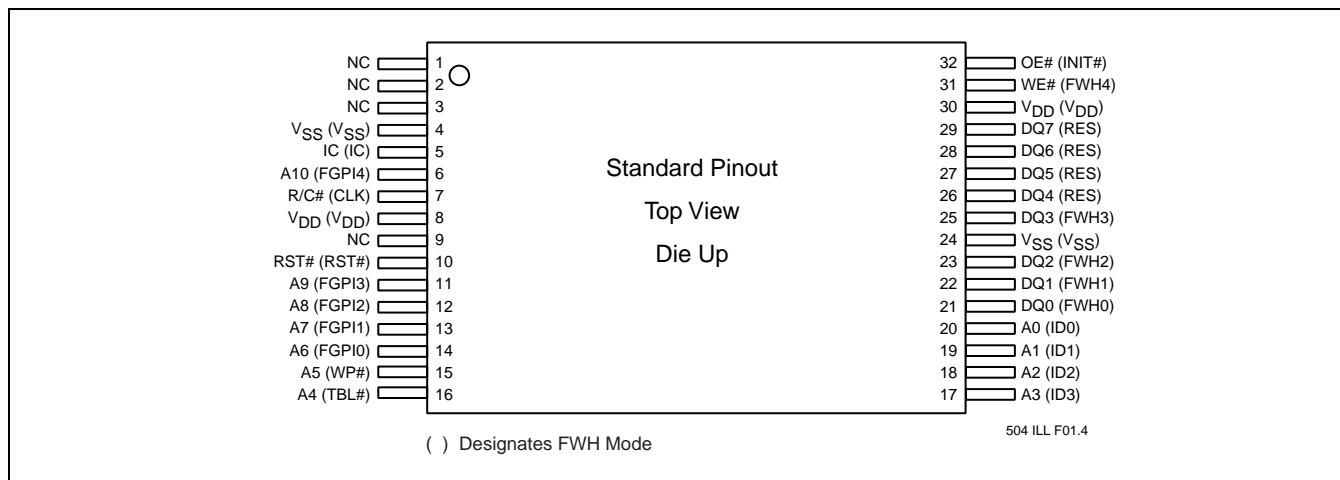 NC 1
NC 2
NC 3
VSS (VSS) 4
IC (IC) 5
A10 (FGPI4) 6
R/C# (CLK) 7
VDD (VDD) 8
NC 9
RST# (RST#) 10
A9 (FGPI3) 11
A8 (FGPI2) 12
A7 (FGPI1) 13
A6 (FGPI0) 14
A5 (WP#) 15
A4 (TBL#) 16
Standard Pinout
Top View
Die Up
32 OE# (INIT#)
31 WE# (FWH4)
30 VDD (VDD)
29 DQ7 (RES)
28 DQ6 (RES)
27 DQ5 (RES)
26 DQ4 (RES)
25 DQ3 (FWH3)
24 VSS (VSS)
23 DQ2 (FWH2)
22 DQ1 (FWH1)
21 DQ0 (FWH0)
20 A0 (ID0)
19 A1 (ID1)
18 A2 (ID2)
17 A3 (ID3)
( ) Designates FWH Mode
504 ILL F01.4